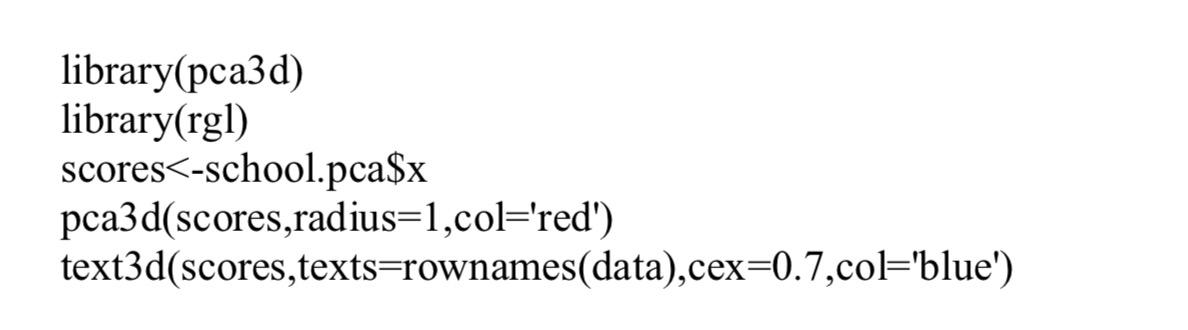 library(pca3d)
library(rgl)
scores<-school.pca$x
pca3d(scores,radius=1,col='red')
text3d(scores,texts=rownames(data),cex=0.7,col='blue')